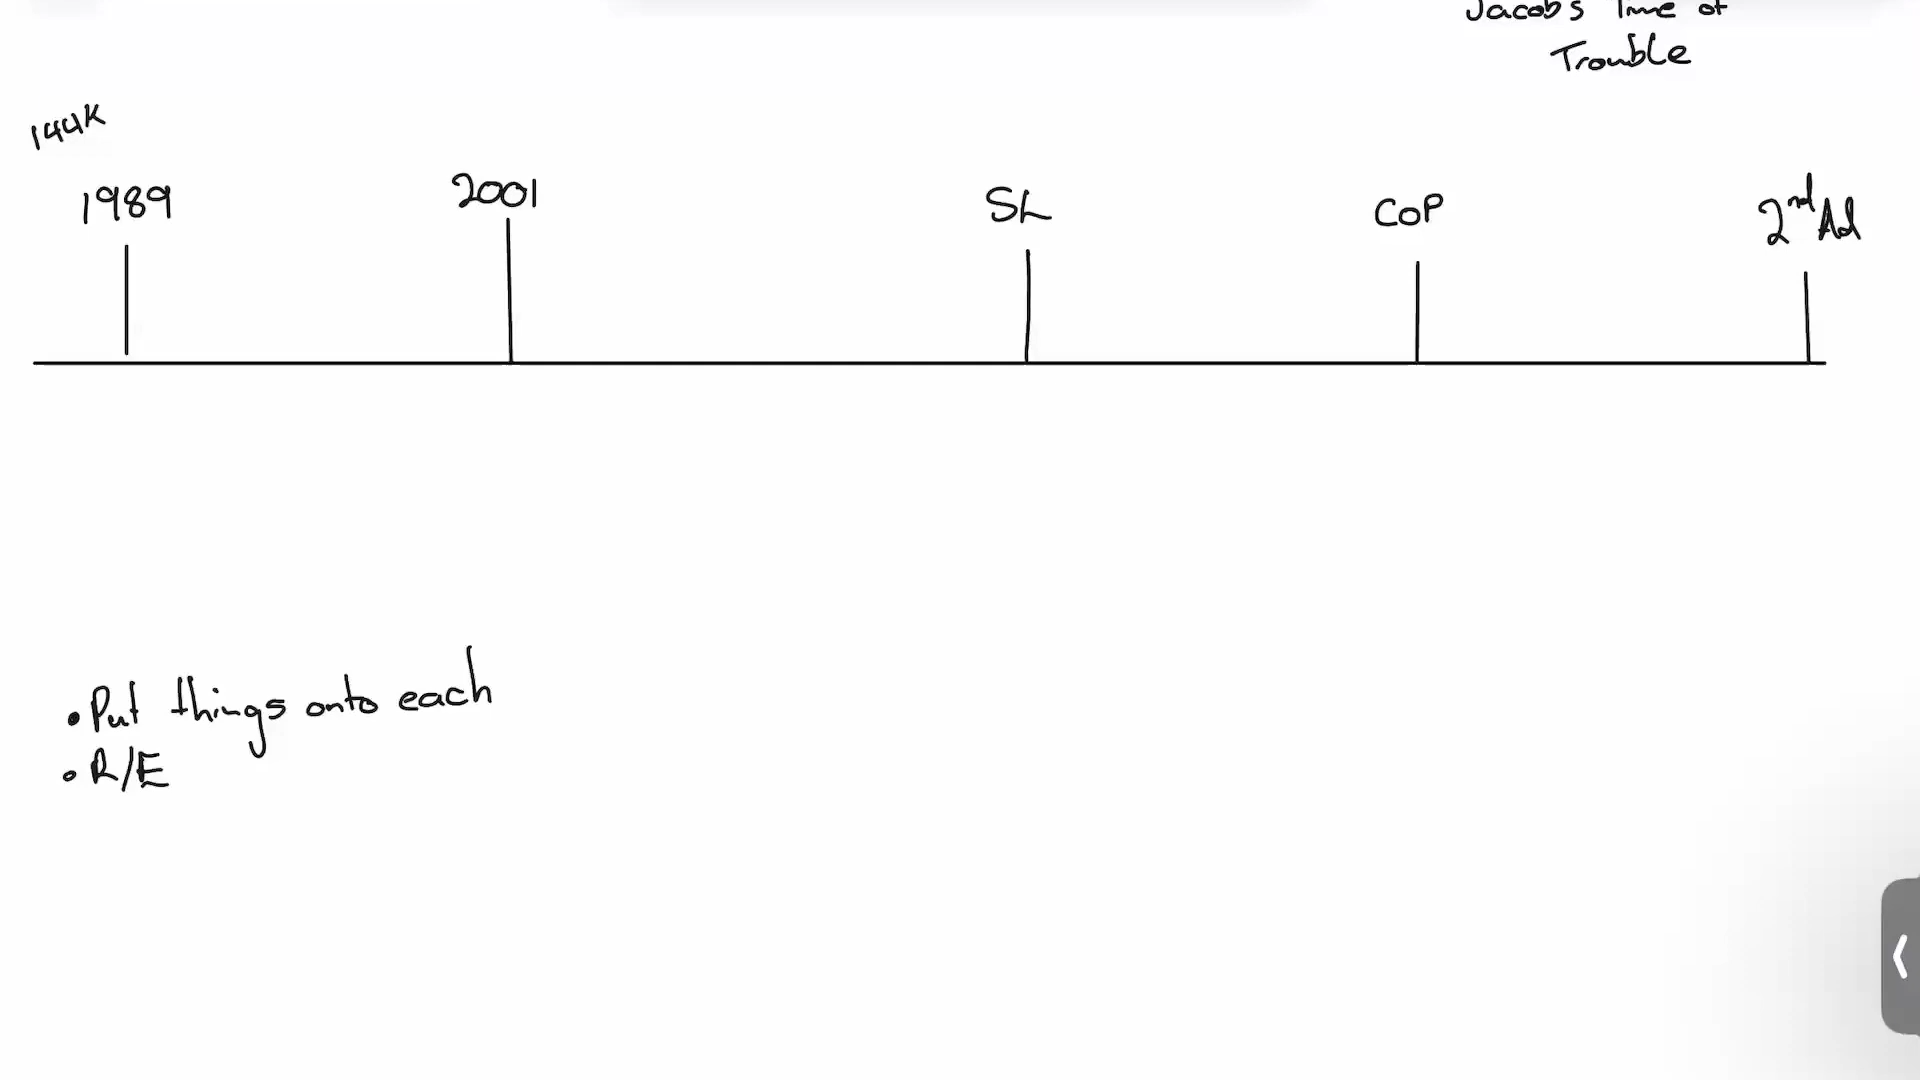 Jacob's Time of
Trouble
144K
1989 2001 SL COP 2nd Ad
• Put things onto each
• R/E